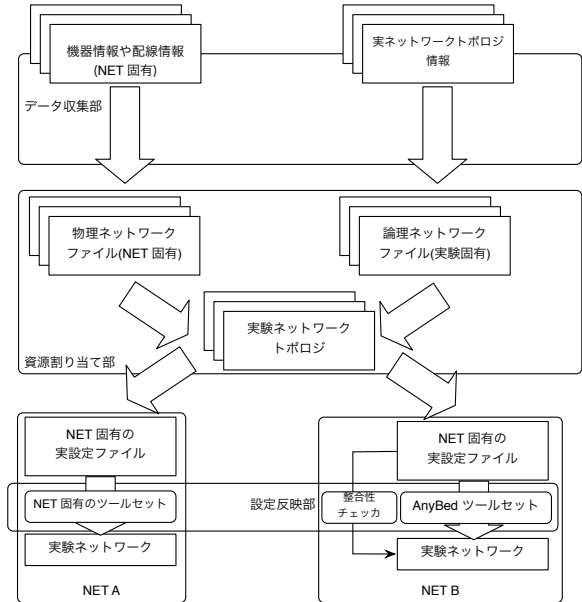 機器情報や配線情報
(NET 固有)
実ネットワークトポロジ
情報
データ収集部
物理ネットワーク
ファイル(NET 固有)
論理ネットワーク
ファイル(実験固有)
実験ネットワーク
トポロジ
資源割り当て部
NET 固有の
実設定ファイル
NET 固有の
実設定ファイル
NET 固有のツールセット
設定反映部
整合性
チェッカ
AnyBed ツールセット
実験ネットワーク
実験ネットワーク
NET A
NET B